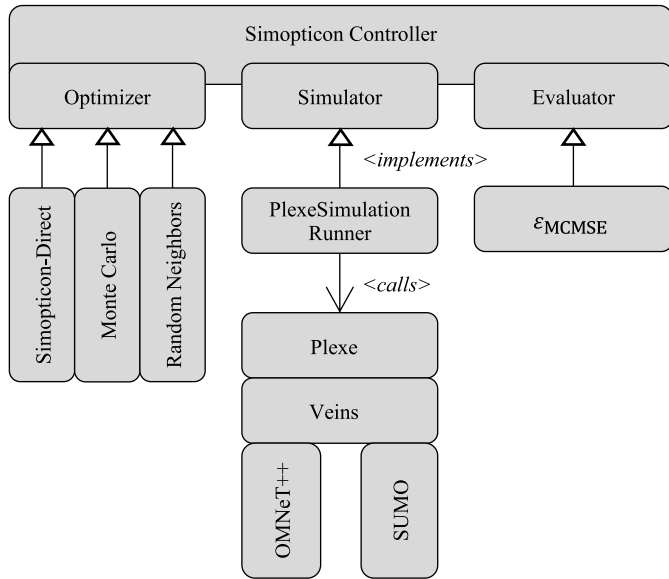 Simopticon Controller
Optimizer
Simulator
Evaluator
<implements>
Simopticon-Direct
Monte Carlo
Random Neighbors
PlexeSimulation
Runner
εMCMSE
<calls>
Plexe
Veins
OMNeT++
SUMO